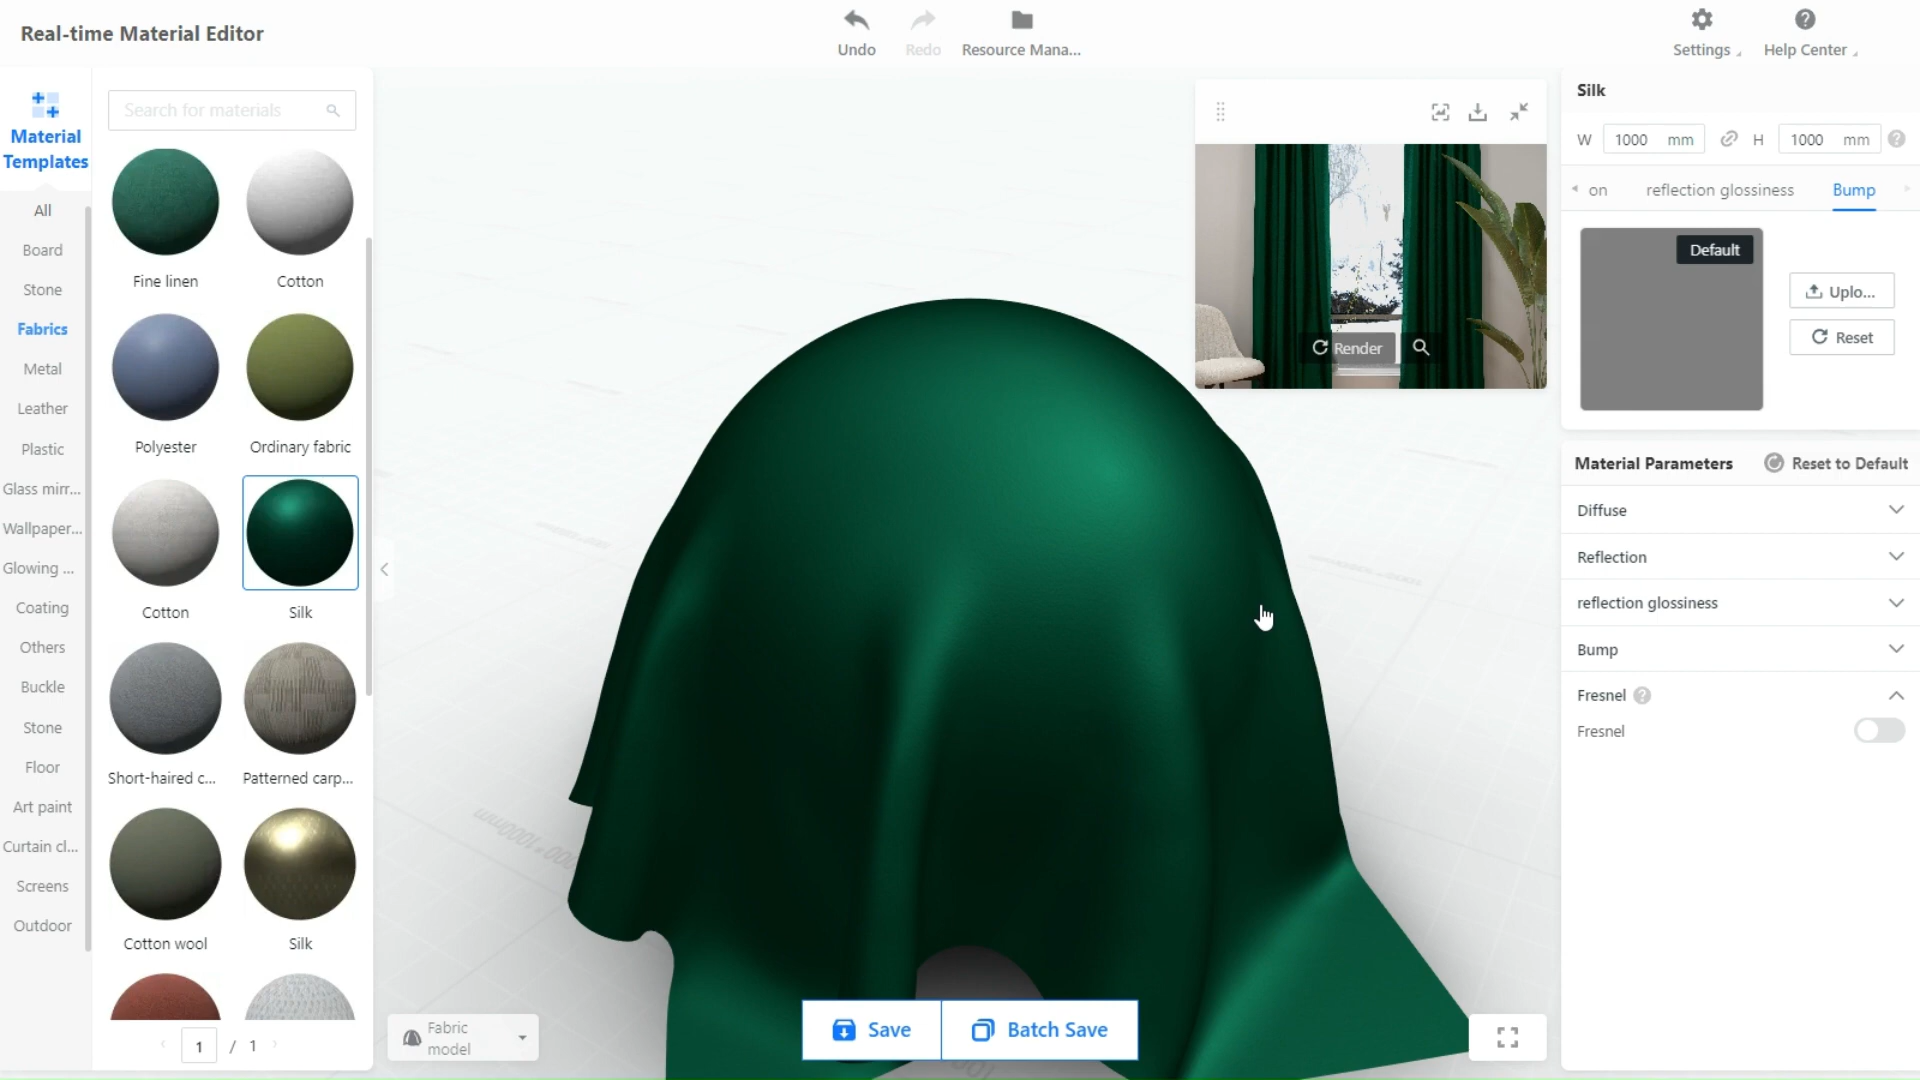 Real-time Material Editor
Undo
Redo
Resource Mana...
Settings
Help Center
Material
Templates
Search for materials
All
Board
Stone
Fabrics
Metal
Leather
Plastic
Glass mirr...
Wallpaper...
Glowing ...
Coating
Others
Buckle
Stone
Floor
Art paint
Curtain cl...
Screens
Outdoor
Fine linen
Cotton
Polyester
Ordinary fabric
Cotton
Silk
Short-haired c...
Patterned carp...
Cotton wool
Silk
1 / 1
Fabric
model
Render
Save
Batch Save
Silk
W 1000 mm H 1000 mm ?
on reflection glossiness Bump
Default
Uplo...
Reset
Material Parameters Reset to Default
Diffuse
Reflection
reflection glossiness
Bump
Fresnel ?
Fresnel